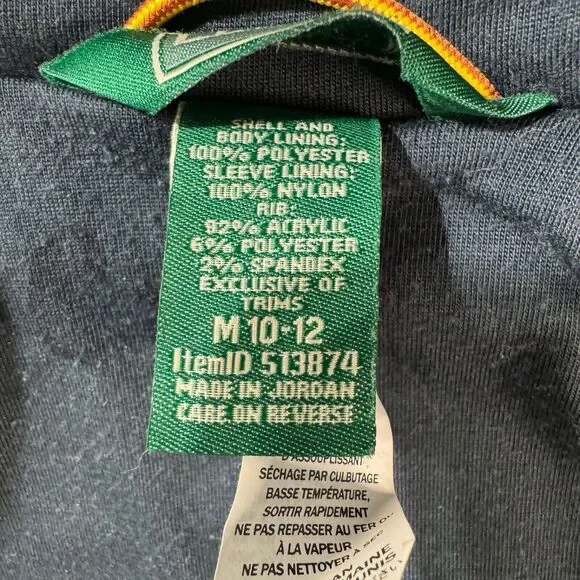 SHELL AND
BODY LINING:
100% POLYESTER
SLEEVE LINING:
100% NYLON
RIB:
92% ACRYLIC
6% POLYESTER
2% SPANDEX
EXCLUSIVE OF
TRIMS
M 10-12
ItemID 513874
MADE IN JORDAN
CARE ON REVERSE
D'ASSOUPLISSANT
SÉCHAGE PAR CULBUTAGE
BASSE TEMPÉRATURE,
SORTIR RAPIDEMENT
NE PAS REPASSER AU FER OU
À LA VAPEUR
NE PAS NETTOYER À SEC